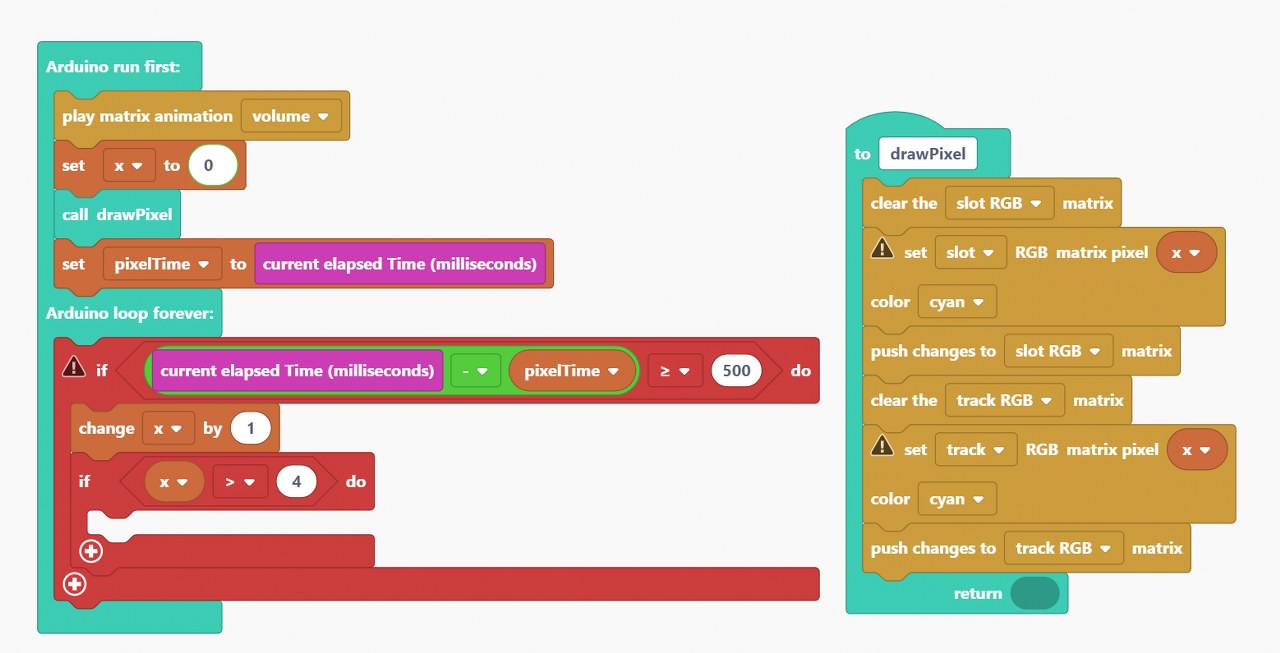 Arduino run first:
play matrix animation volume
set x to 0
call drawPixel
set pixelTime to current elapsed Time (milliseconds)
Arduino loop forever:
if current elapsed Time (milliseconds) - pixelTime ≥ 500 do
change x by 1
if x > 4 do
to drawPixel
clear the slot RGB matrix
set slot RGB matrix pixel x
color cyan
push changes to slot RGB matrix
clear the track RGB matrix
set track RGB matrix pixel x
color cyan
push changes to track RGB matrix
return